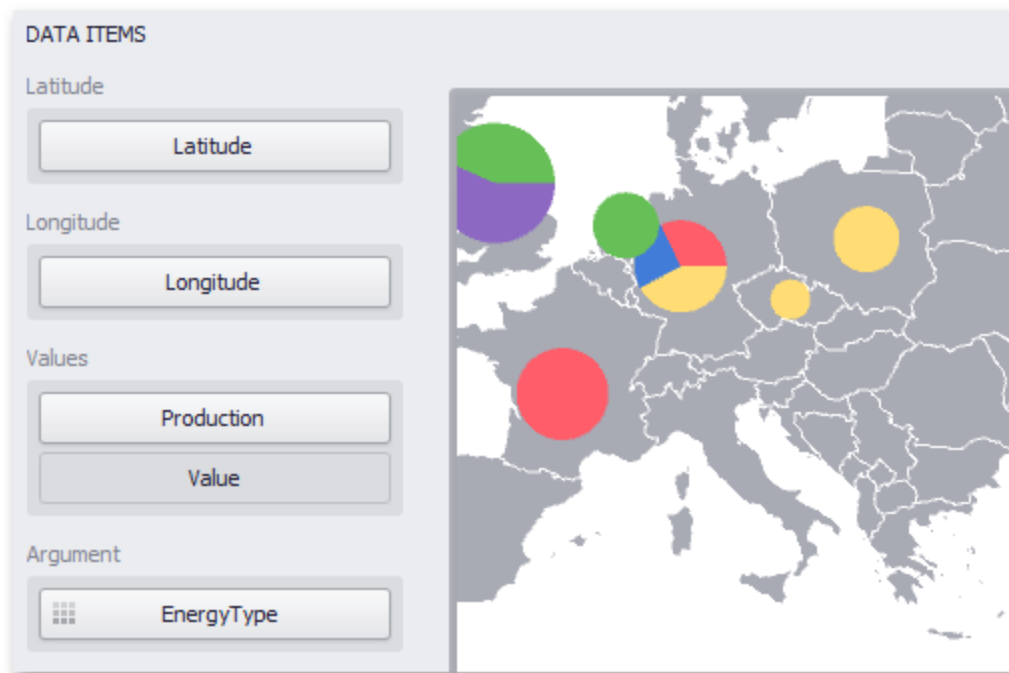 DATA ITEMS
Latitude
Latitude
Longitude
Longitude
Values
Production
Value
Argument
EnergyType